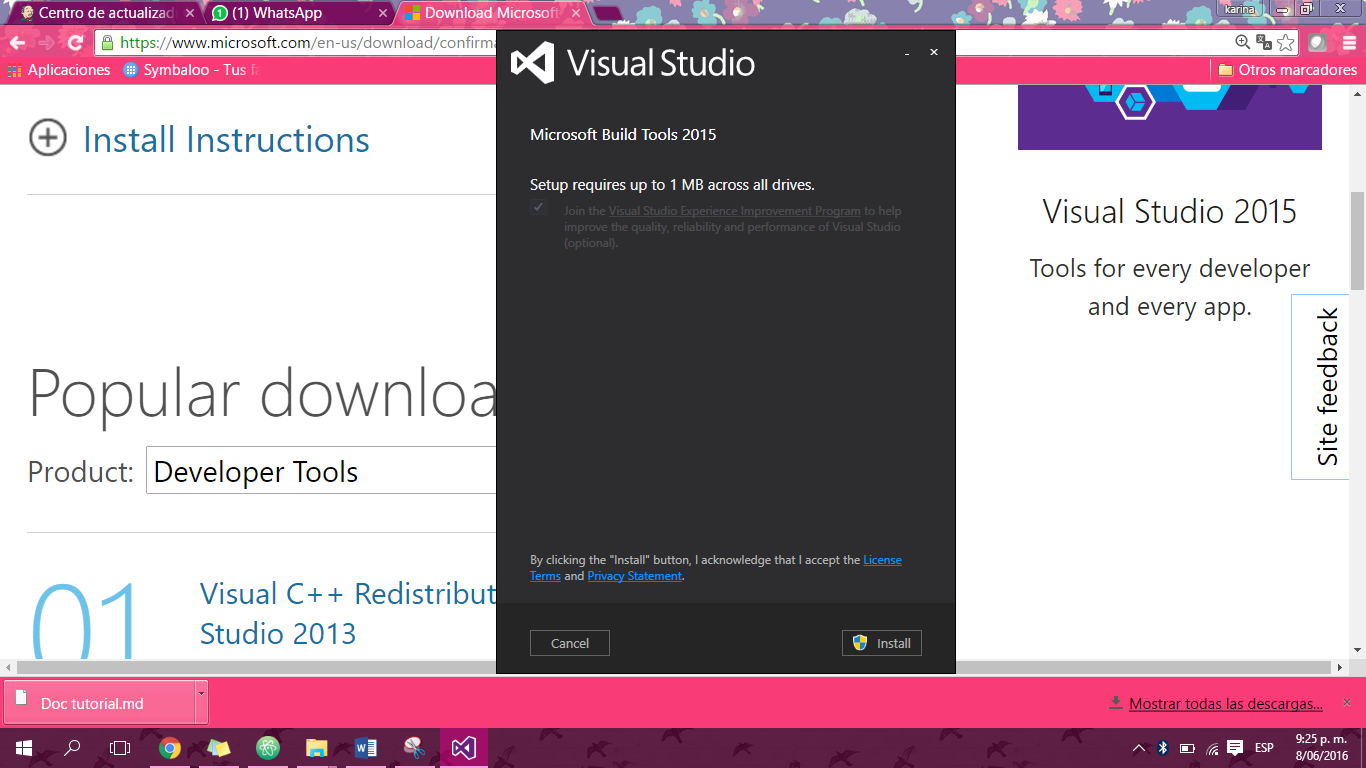 Centro de actualizad
(1) WhatsApp
Download Microsoft
karina
https://www.microsoft.com/en-us/download/confirma
Aplicaciones
Symbaloo - Tus fa
Otros marcadores
Install Instructions
Popular downloa
Product:
Developer Tools
01
Visual C++ Redistribut
Studio 2013
Visual Studio
Microsoft Build Tools 2015
Setup requires up to 1 MB across all drives.
Join the Visual Studio Experience Improvement Program to help
improve the quality, reliability and performance of Visual Studio
(optional).
By clicking the "Install" button, I acknowledge that I accept the License
Terms and Privacy Statement.
Cancel
Install
Visual Studio 2015
Tools for every developer
and every app.
Site feedback
Doc tutorial.md
Mostrar todas las descargas...
ESP
9:25 p. m.
8/06/2016